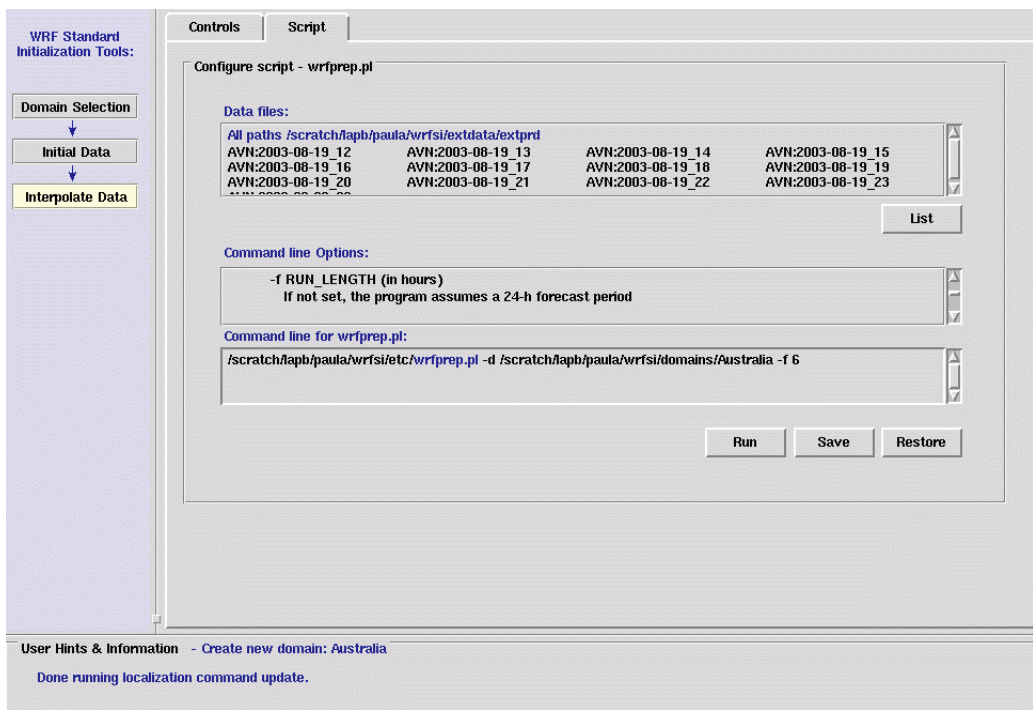 WRF Standard
Initialization Tools:
Domain Selection
Initial Data
Interpolate Data
Controls Script
Configure script - wrfprep.pl
Data files:
All paths /scratch/lapb/paula/wrfsi/extdata/extprd
AVN:2003-08-19_12 AVN:2003-08-19_13 AVN:2003-08-19_14 AVN:2003-08-19_15
AVN:2003-08-19_16 AVN:2003-08-19_17 AVN:2003-08-19_18 AVN:2003-08-19_19
AVN:2003-08-19_20 AVN:2003-08-19_21 AVN:2003-08-19_22 AVN:2003-08-19_23
List
Command line Options:
-f RUN_LENGTH (in hours)
If not set, the program assumes a 24-h forecast period
Command line for wrfprep.pl:
/scratch/lapb/paula/wrfsi/etc/wrfprep.pl -d /scratch/lapb/paula/wrfsi/domains/Australia -f 6
Run Save Restore
User Hints & Information - Create new domain: Australia
Done running localization command update.